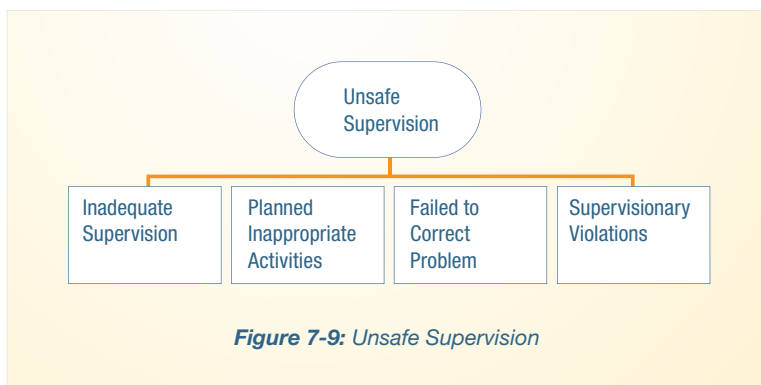 Unsafe
Supervision
Inadequate
Supervision
Planned
Inappropriate
Activities
Failed to
Correct
Problem
Supervisionary
Violations
Figure 7-9: Unsafe Supervision